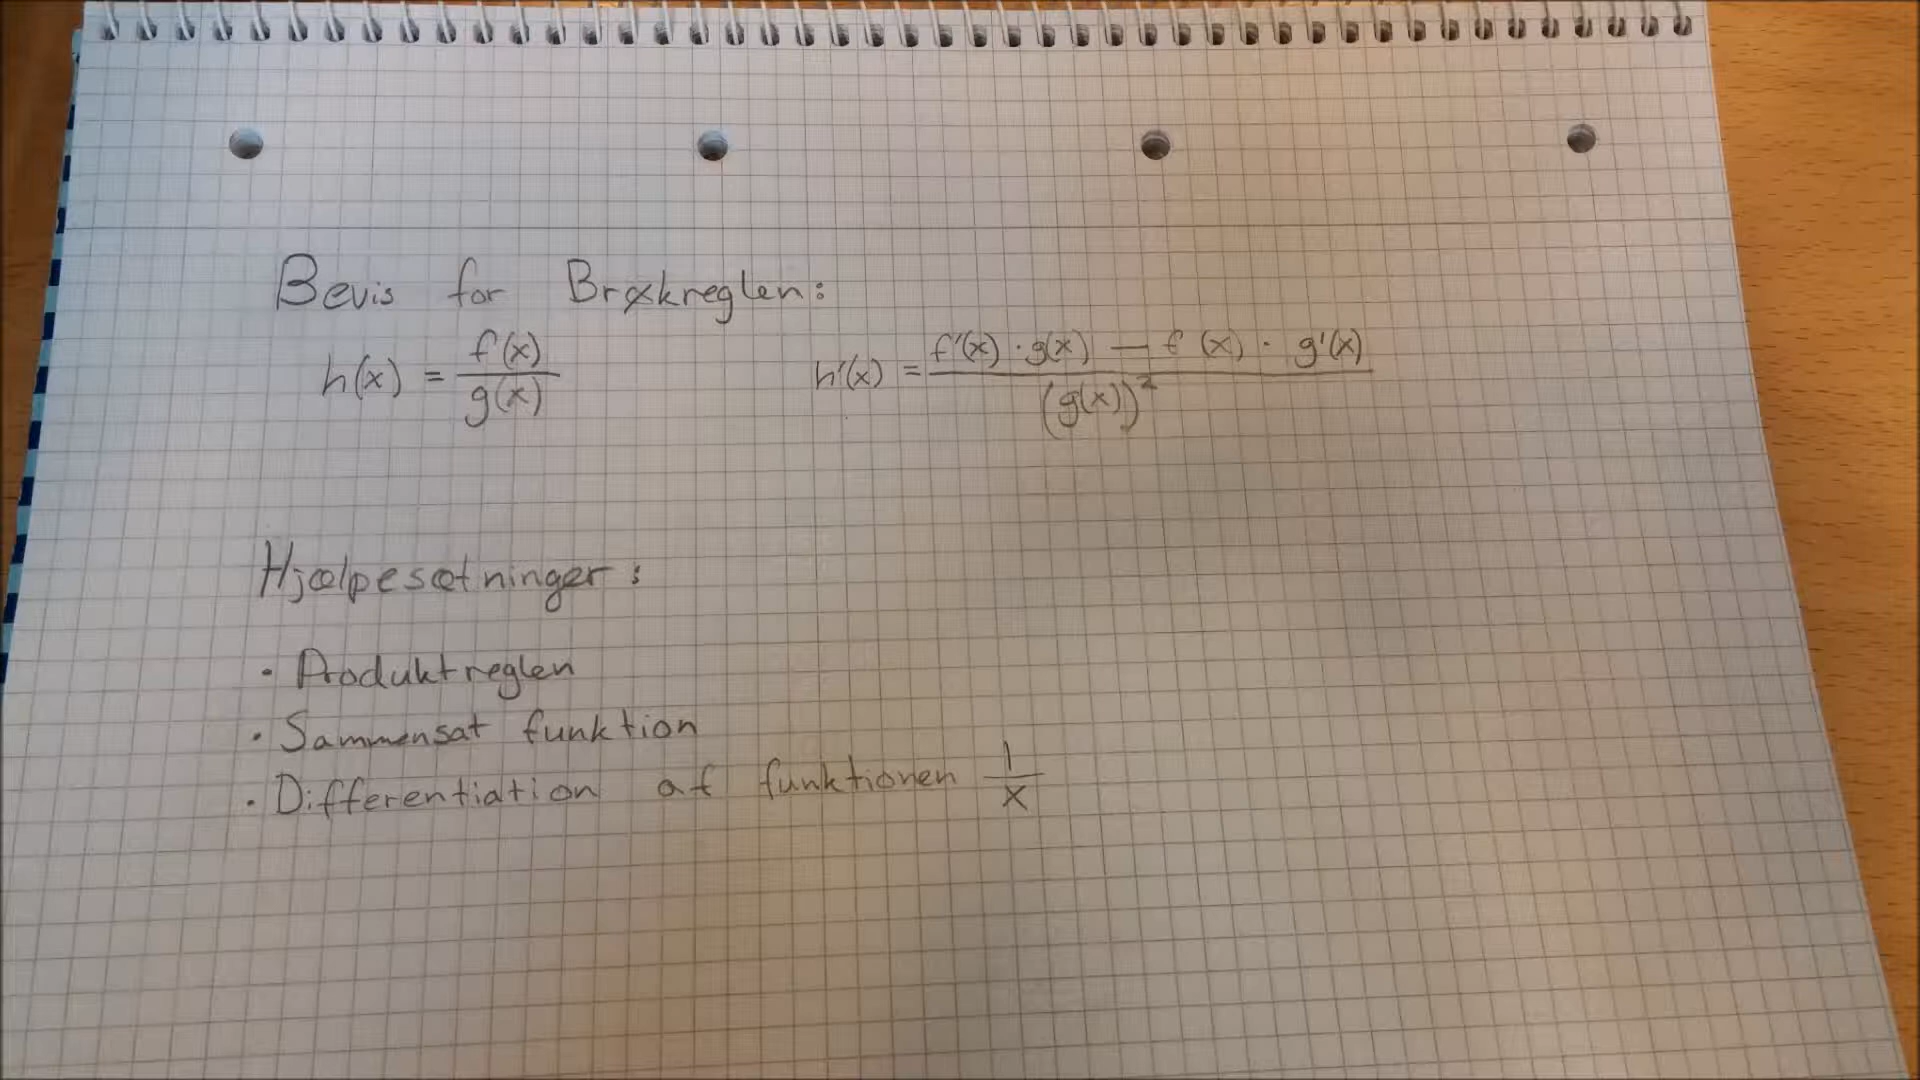 Bevis for Brøkreglen:
h(x) = f(x) / g(x)    h'(x) = f'(x) · g(x) — f(x) · g'(x) / (g(x))²
Hjælpesætninger:
· Produktreglen
· Sammensat funktion
· Differentiation af funktionen 1/x